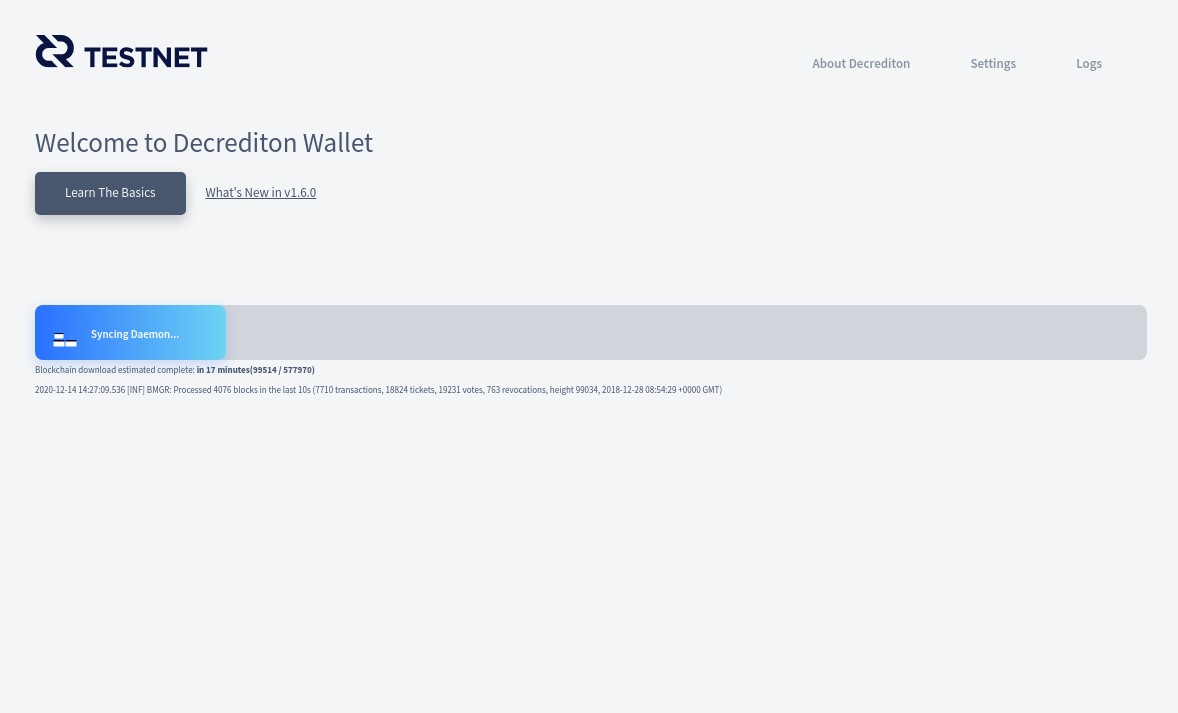 TESTNET
About Decrediton Settings Logs
Welcome to Decrediton Wallet
Learn The Basics What's New in v1.6.0
Syncing Daemon...
Blockchain download estimated complete: in 17 minutes(99514 / 577970)
2020-12-14 14:27:09.536 [INF] BMGR: Processed 4076 blocks in the last 10s (7710 transactions, 18824 tickets, 19231 votes, 763 revocations, height 99034, 2018-12-28 08:54:29 +0000 GMT)